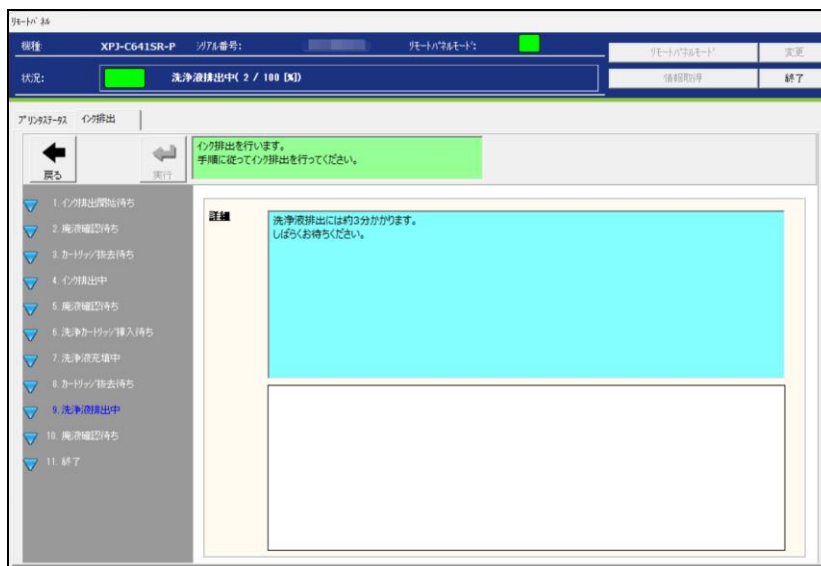 ﾘﾓｰﾄﾊﾟﾈﾙ
機種: XPJ-C641SR-P ｼﾘｱﾙ番号: ﾘﾓｰﾄﾊﾟﾈﾙﾓｰﾄﾞ: ﾘﾓｰﾄﾊﾟﾈﾙﾓｰﾄﾞ 変更
状況: 洗浄液排出中( 2 / 100 [%]) 情報取得 終了
ﾌﾟﾘﾝﾀｽﾃｰﾀｽ ｲﾝｸ排出
戻る 実行
ｲﾝｸ排出を行います。
手順に従ってｲﾝｸ排出を行ってください。
1. ｲﾝｸ排出開始待ち
2. 廃液確認待ち
3. ｶｰﾄﾘｯｼﾞ抜去待ち
4. ｲﾝｸ排出中
5. 廃液確認待ち
6. 洗浄ｶｰﾄﾘｯｼﾞ挿入待ち
7. 洗浄液充填中
8. ｶｰﾄﾘｯｼﾞ抜去待ち
9. 洗浄液排出中
10. 廃液確認待ち
11. 終了
詳細
洗浄液排出には約3分かかります。
しばらくお待ちください。